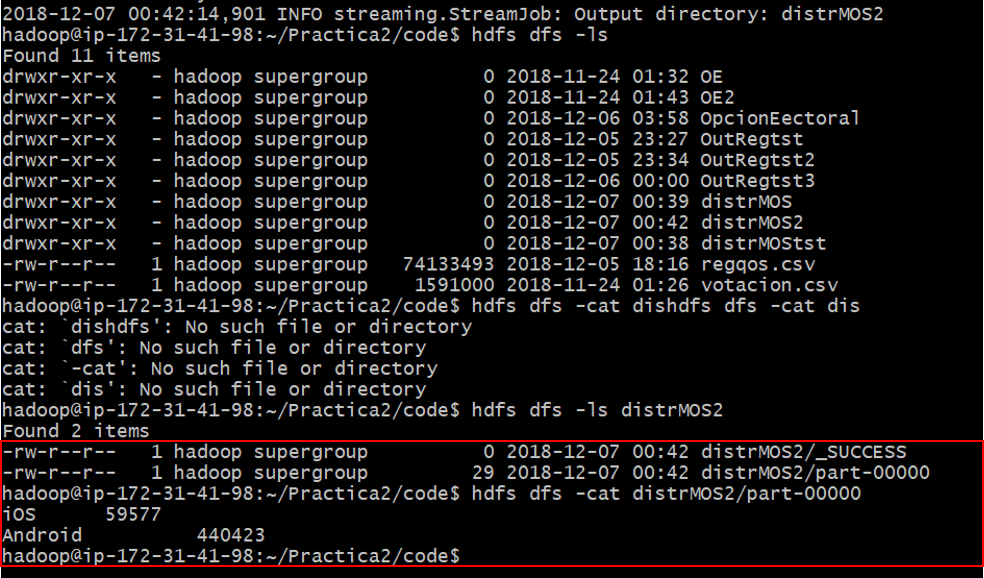 2018-12-07 00:42:14,901 INFO streaming.StreamJob: Output directory: distrMOS2
hadoop@ip-172-31-41-98:~/Practica2/code$ hdfs dfs -ls
Found 11 items
drwxr-xr-x   - hadoop supergroup          0 2018-11-24 01:32 OE
drwxr-xr-x   - hadoop supergroup          0 2018-11-24 01:43 OE2
drwxr-xr-x   - hadoop supergroup          0 2018-12-06 03:58 OpcionEectoral
drwxr-xr-x   - hadoop supergroup          0 2018-12-05 23:27 OutRegtst
drwxr-xr-x   - hadoop supergroup          0 2018-12-05 23:34 OutRegtst2
drwxr-xr-x   - hadoop supergroup          0 2018-12-06 00:00 OutRegtst3
drwxr-xr-x   - hadoop supergroup          0 2018-12-07 00:39 distrMOS
drwxr-xr-x   - hadoop supergroup          0 2018-12-07 00:42 distrMOS2
drwxr-xr-x   - hadoop supergroup          0 2018-12-07 00:38 distrMOStst
-rw-r--r--   1 hadoop supergroup   74133493 2018-12-05 18:16 regqos.csv
-rw-r--r--   1 hadoop supergroup    1591000 2018-11-24 01:26 votacion.csv
hadoop@ip-172-31-41-98:~/Practica2/code$ hdfs dfs -cat dishdfs dfs -cat dis
cat: `dishdfs': No such file or directory
cat: `dfs': No such file or directory
cat: `-cat': No such file or directory
cat: `dis': No such file or directory
hadoop@ip-172-31-41-98:~/Practica2/code$ hdfs dfs -ls distrMOS2
Found 2 items
-rw-r--r--   1 hadoop supergroup          0 2018-12-07 00:42 distrMOS2/_SUCCESS
-rw-r--r--   1 hadoop supergroup         29 2018-12-07 00:42 distrMOS2/part-00000
hadoop@ip-172-31-41-98:~/Practica2/code$ hdfs dfs -cat distrMOS2/part-00000
iOS      59577
Android          440423
hadoop@ip-172-31-41-98:~/Practica2/code$